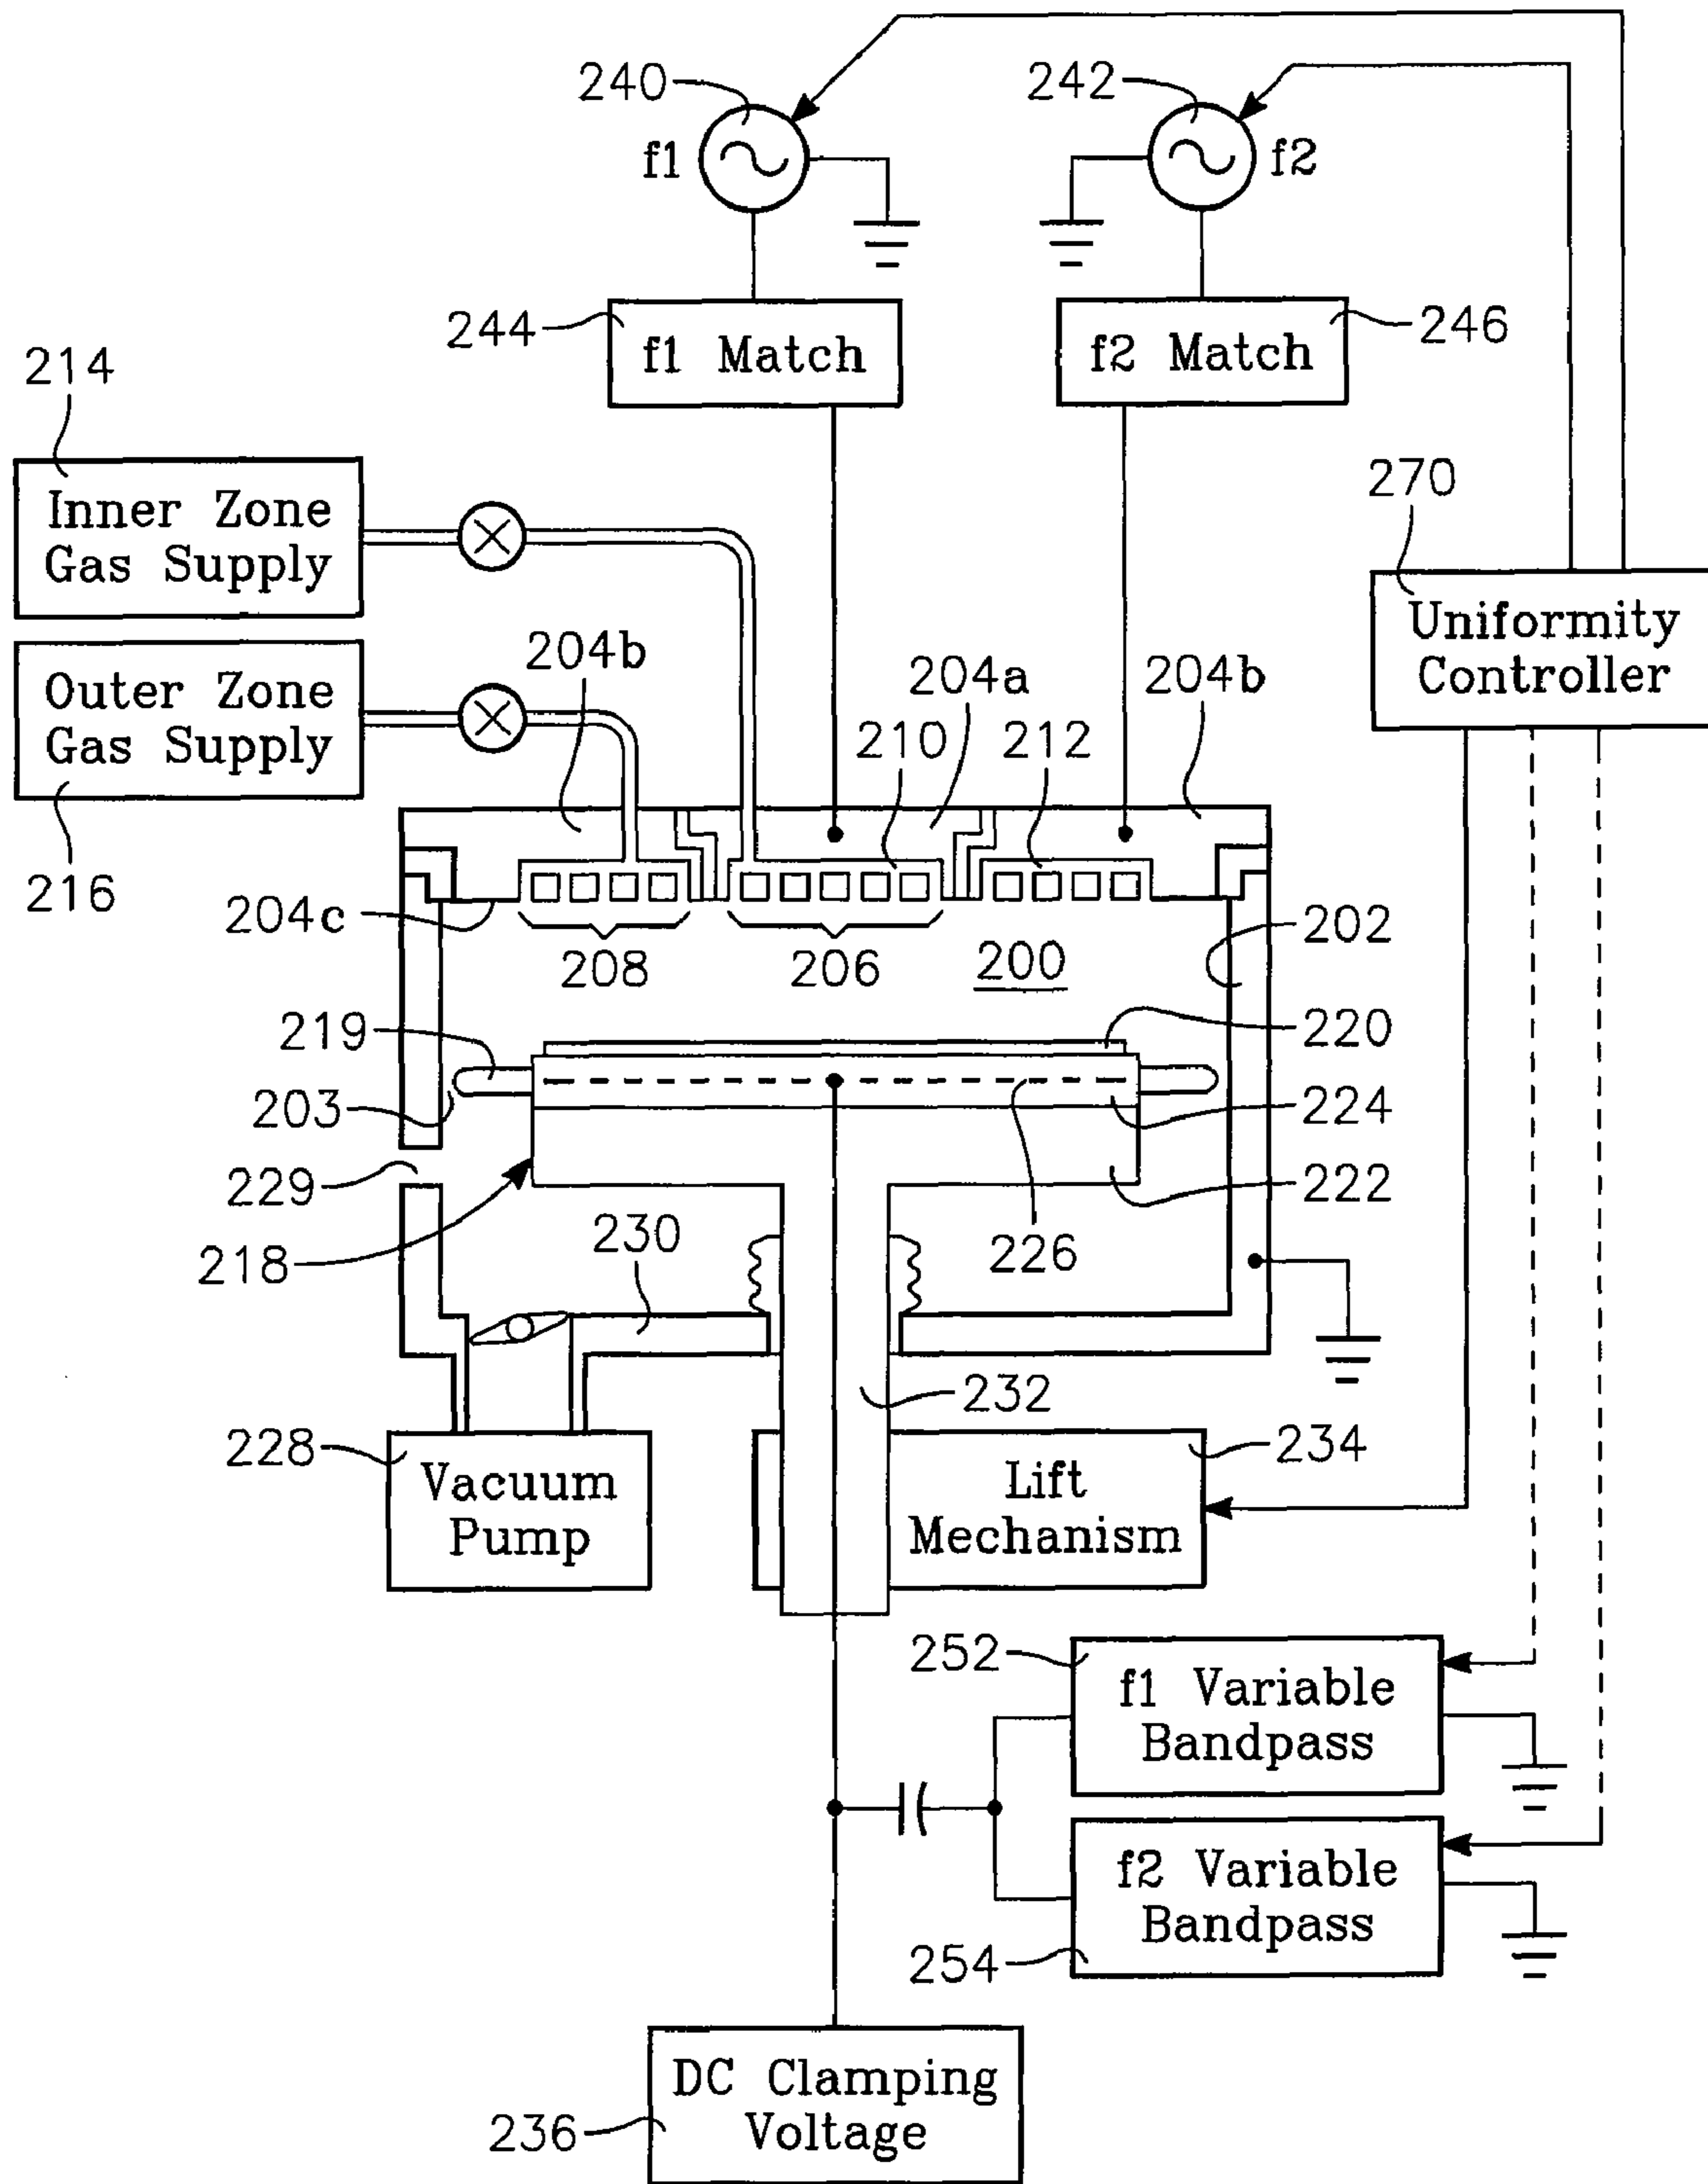 240
242
f1
f2
244
f1 Match
f2 Match
246
214
270
Inner Zone
Gas Supply
Uniformity
Controller
204b
204a
204b
Outer Zone
Gas Supply
210
212
216
204c
208
206
200
202
219
220
203
224
229
222
218
230
226
232
228
234
Vacuum
Pump
Lift
Mechanism
252
f1 Variable
Bandpass
f2 Variable
Bandpass
254
DC Clamping
Voltage
236